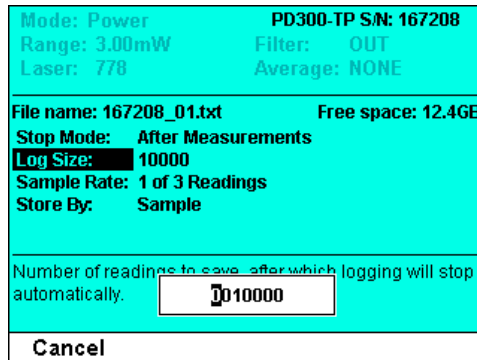 Mode: Power PD300-TP S/N: 167208
Range: 3.00mW Filter: OUT
Laser: 778 Average: NONE
File name: 167208_01.txt Free space: 12.4GE
Stop Mode: After Measurements
Log Size: 10000
Sample Rate: 1 of 3 Readings
Store By: Sample
Number of readings to save, after which logging will stop
automatically. 0010000
Cancel